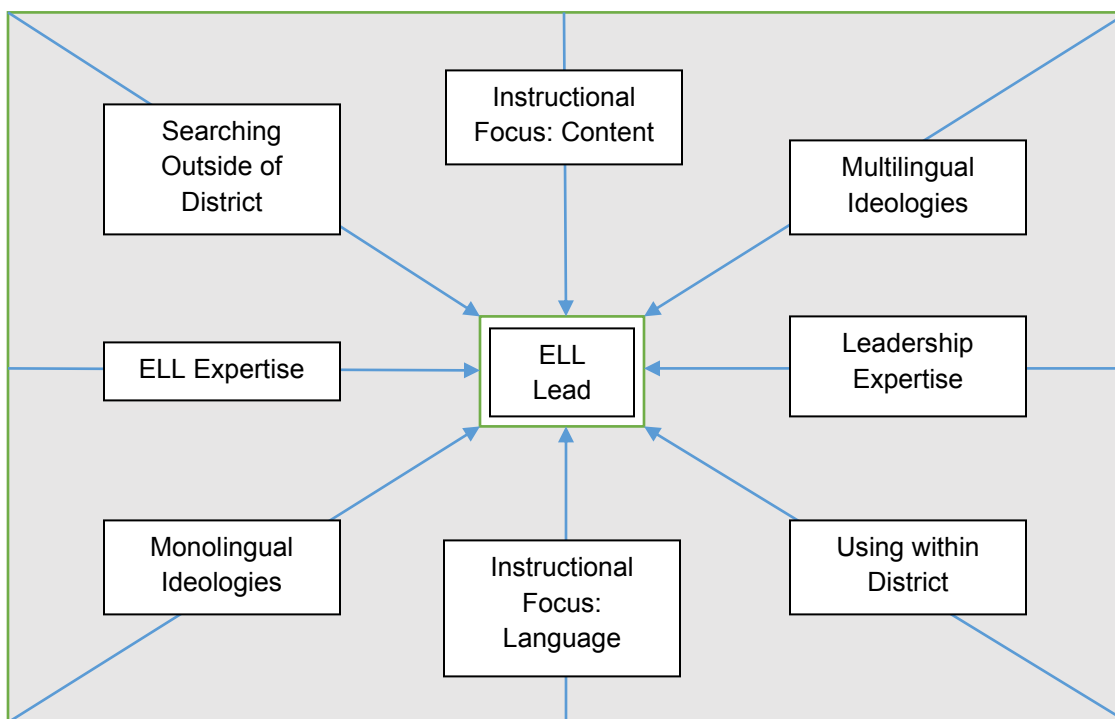 Searching
Outside of
District
Instructional
Focus: Content
Multilingual
Ideologies
ELL Expertise
ELL
Lead
Leadership
Expertise
Monolingual
Ideologies
Instructional
Focus:
Language
Using within
District